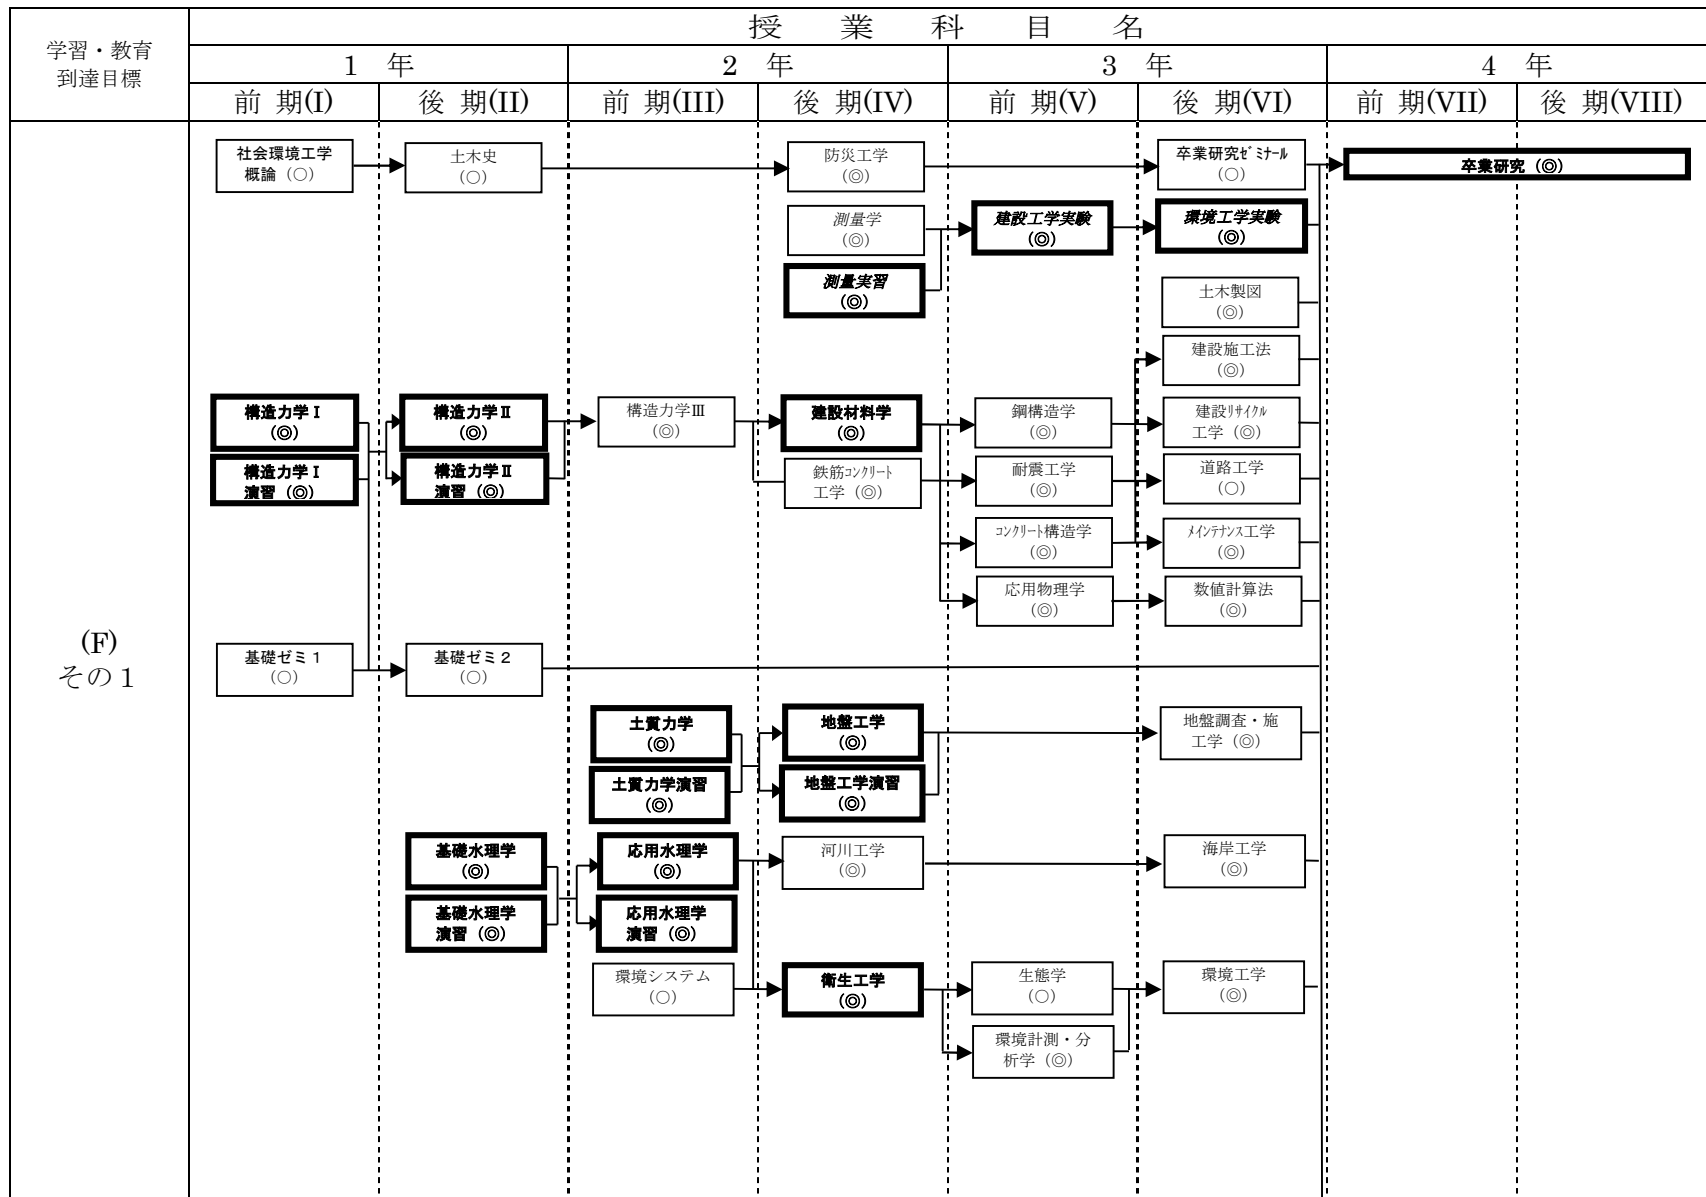 学習・教育
到達目標
授 業 科 目 名
1 年
2 年
3 年
4 年
前 期(I)
後 期(II)
前 期(III)
後 期(IV)
前 期(V)
後 期(VI)
前 期(VII)
後 期(VIII)
(F)
その1
社会環境工学
概論 (○)
土木史
(○)
防災工学
(◎)
卒業研究ｾﾞﾐﾅｰﾙ
(○)
卒業研究 (◎)
測量学
(◎)
建設工学実験
(◎)
環境工学実験
(◎)
測量実習
(◎)
土木製図
(◎)
建設施工法
(◎)
構造力学Ⅰ
(◎)
構造力学Ⅱ
(◎)
構造力学Ⅲ
(◎)
建設材料学
(◎)
鋼構造学
(◎)
建設ﾘｻｲｸﾙ
工学 (◎)
構造力学Ⅰ
演習 (◎)
構造力学Ⅱ
演習 (◎)
鉄筋ｺﾝｸﾘｰﾄ
工学 (◎)
耐震工学
(◎)
道路工学
(○)
ｺﾝｸﾘｰﾄ構造学
(◎)
ﾒｲﾝﾃﾅﾝｽ工学
(◎)
応用物理学
(◎)
数値計算法
(◎)
基礎ゼミ1
(○)
基礎ゼミ2
(○)
土質力学
(◎)
地盤工学
(◎)
地盤調査・施
工学 (◎)
土質力学演習
(◎)
地盤工学演習
(◎)
基礎水理学
(◎)
応用水理学
(◎)
河川工学
(◎)
海岸工学
(◎)
基礎水理学
演習 (◎)
応用水理学
演習 (◎)
環境システム
(○)
衛生工学
(◎)
生態学
(○)
環境工学
(◎)
環境計測・分
析学 (◎)